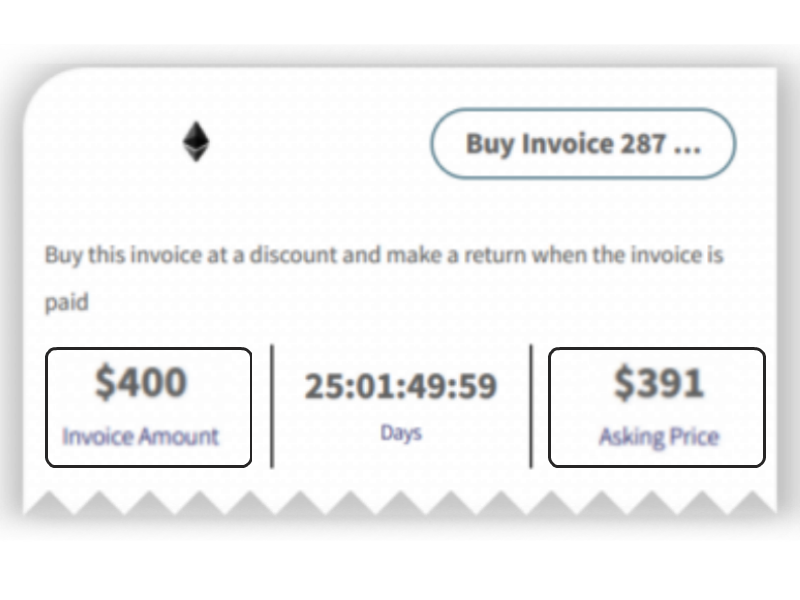 Buy Invoice 287 ...
Buy this invoice at a discount and make a return when the invoice is
paid
$400
Invoice Amount
25:01:49:59
Days
$391
Asking Price